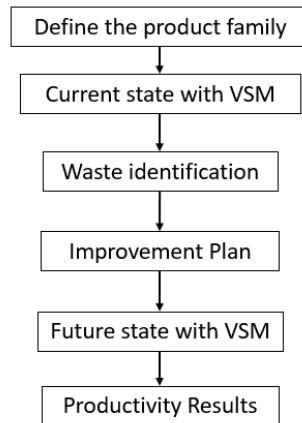 Define the product family
Current state with VSM
Waste identification
Improvement Plan
Future state with VSM
Productivity Results